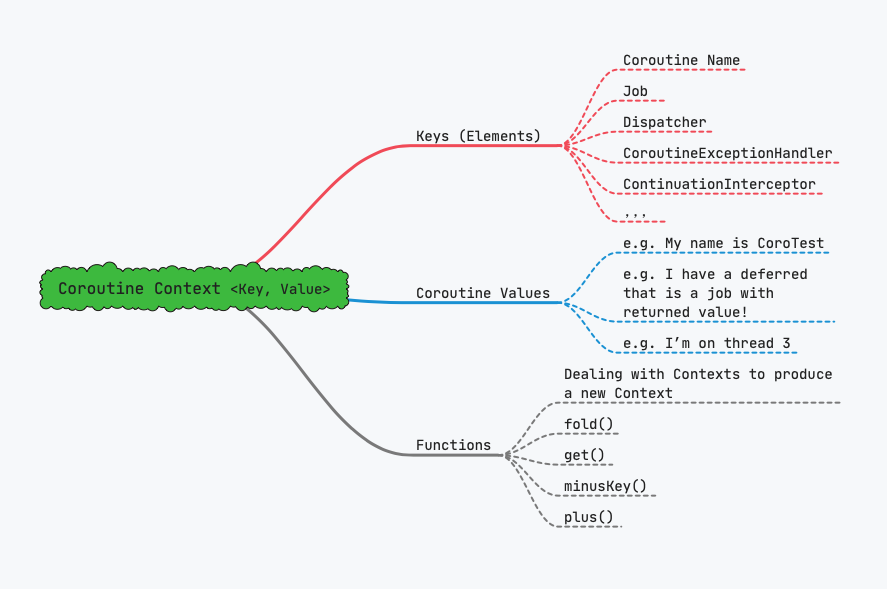 Coroutine Name
Job
Keys (Elements)
Dispatcher
CoroutineExceptionHandler
ContinuationInterceptor
,,,
Coroutine Context <Key, Value>
Coroutine Values
e.g. My name is CoroTest
e.g. I have a deferred
that is a job with
returned value!
e.g. I’m on thread 3
Functions
Dealing with Contexts to produce
a new Context
fold()
get()
minusKey()
plus()